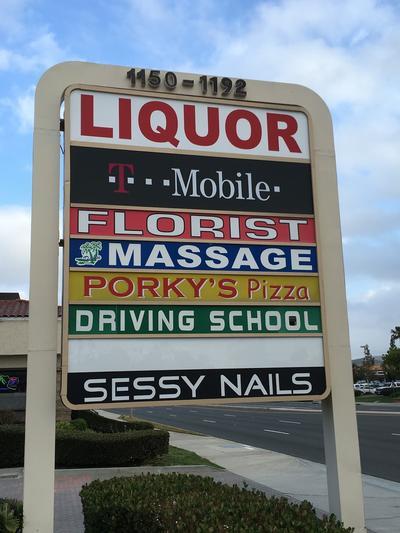 1150-1192
LIQUOR
T··Mobile·
FLORIST
MASSAGE
PORKY'S Pizza
DRIVING SCHOOL
SESSY NAILS